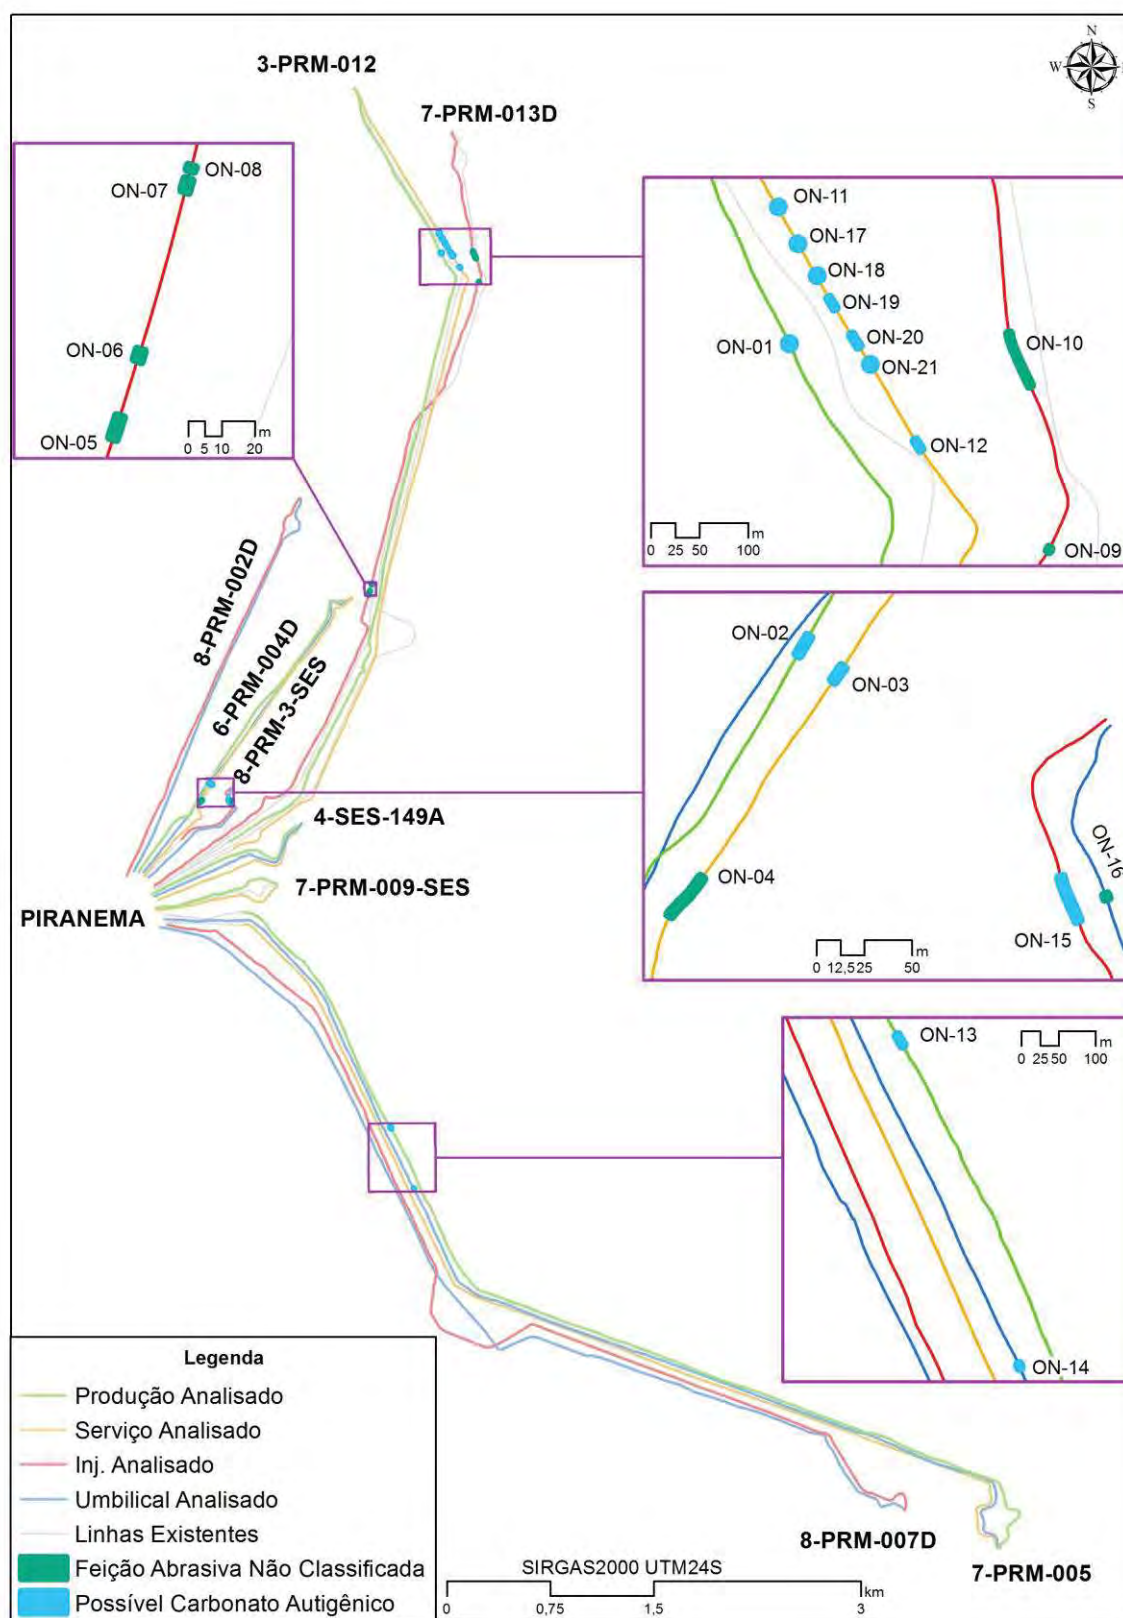 N
W
S
3-PRM-012
7-PRM-013D
ON-08
ON-07
ON-06
ON-05
m
0 5 10 20
ON-11
ON-17
ON-18
ON-19
ON-20
ON-21
ON-01
ON-10
ON-12
ON-09
m
0 25 50 100
8-PRM-002D
6-PRM-004D
8-PRM-3-SES
4-SES-149A
7-PRM-009-SES
PIRANEMA
ON-02
ON-03
ON-04
ON-16
ON-15
m
0 12,5 25 50
ON-13
m
0 25 50 100
ON-14
Legenda
Produção Analisado
Serviço Analisado
Inj. Analisado
Umbilical Analisado
Linhas Existentes
Feição Abrasiva Não Classificada
Possível Carbonato Autigênico
8-PRM-007D
7-PRM-005
SIRGAS2000 UTM24S
km
0 0,75 1,5 3